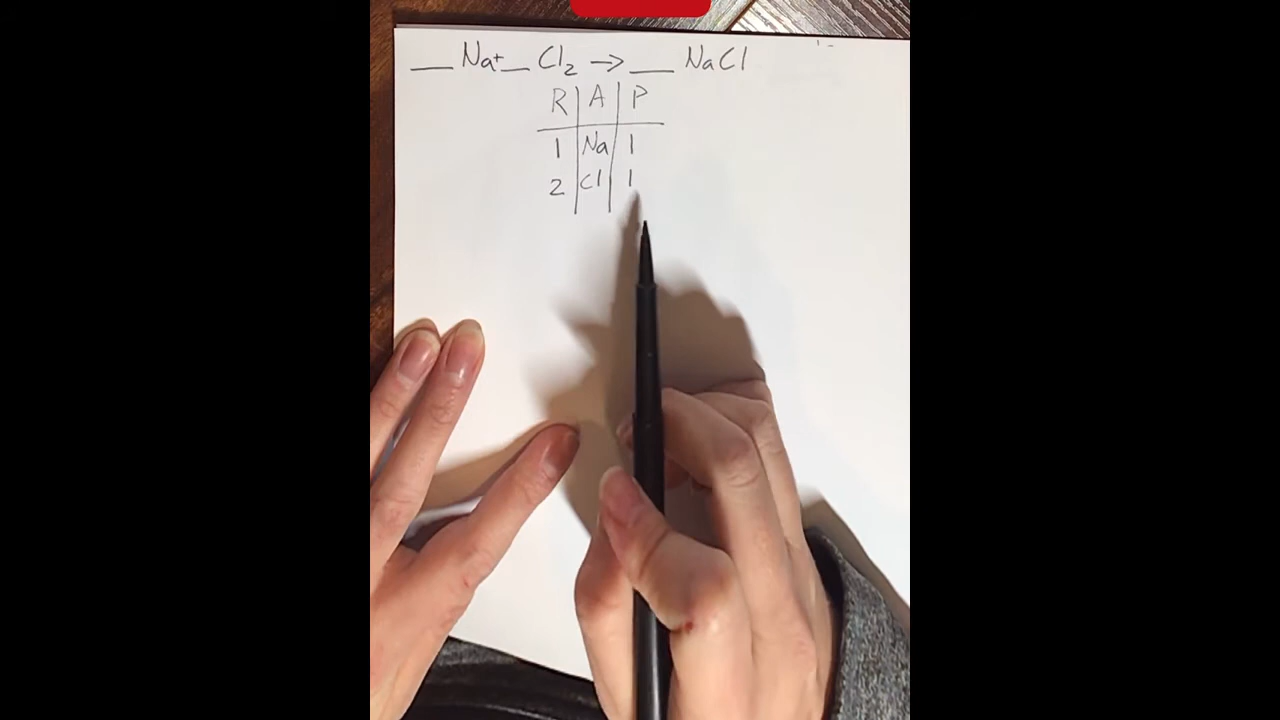 __ Na + __ Cl₂ → __ NaCl
R | A | P
1 | Na | 1
2 | Cl | 1